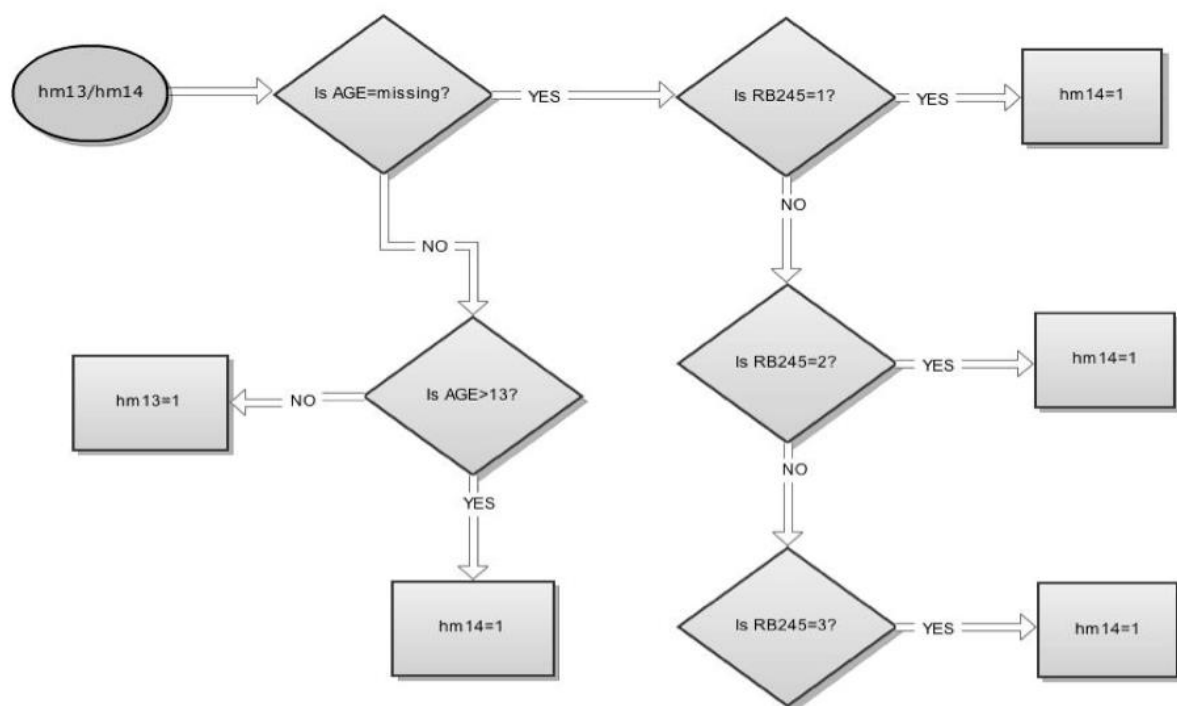 hm13/hm14
Is AGE=missing?
YES
Is RB245=1?
YES
hm14=1
NO
NO
Is RB245=2?
YES
hm14=1
hm13=1
NO
Is AGE>13?
YES
hm14=1
NO
Is RB245=3?
YES
hm14=1